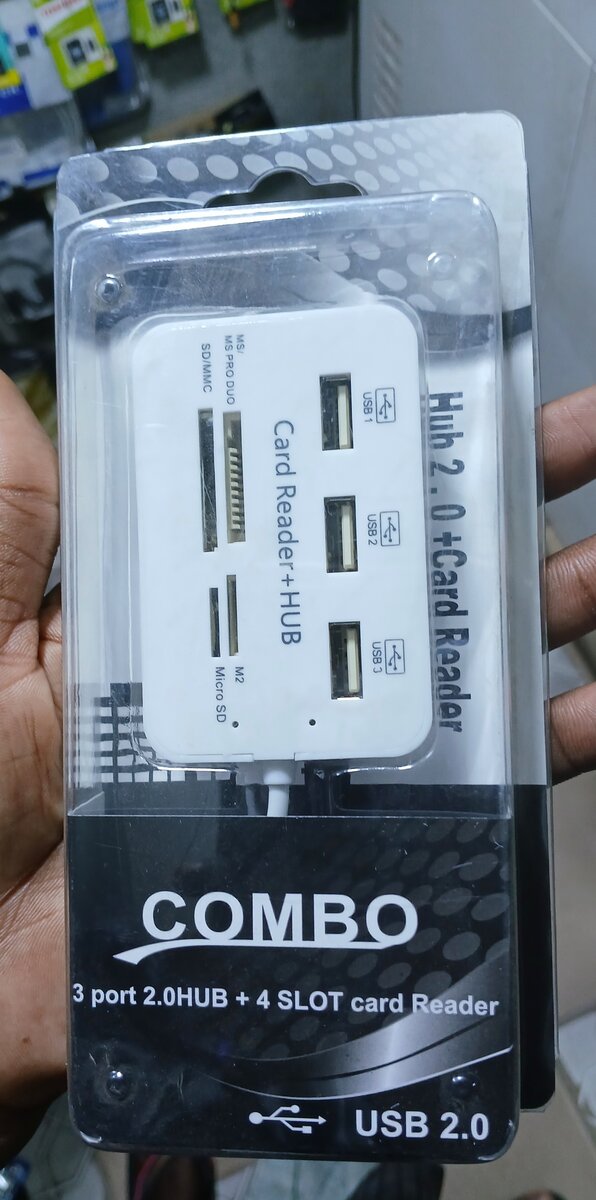 MS/
MS PRO DUO
SD/MMC
Card Reader+HUB
USB 1
USB 2
USB 3
M2
Micro SD
Hub 2.0 +Card Reader
COMBO
3 port 2.0HUB + 4 SLOT card Reader
USB 2.0